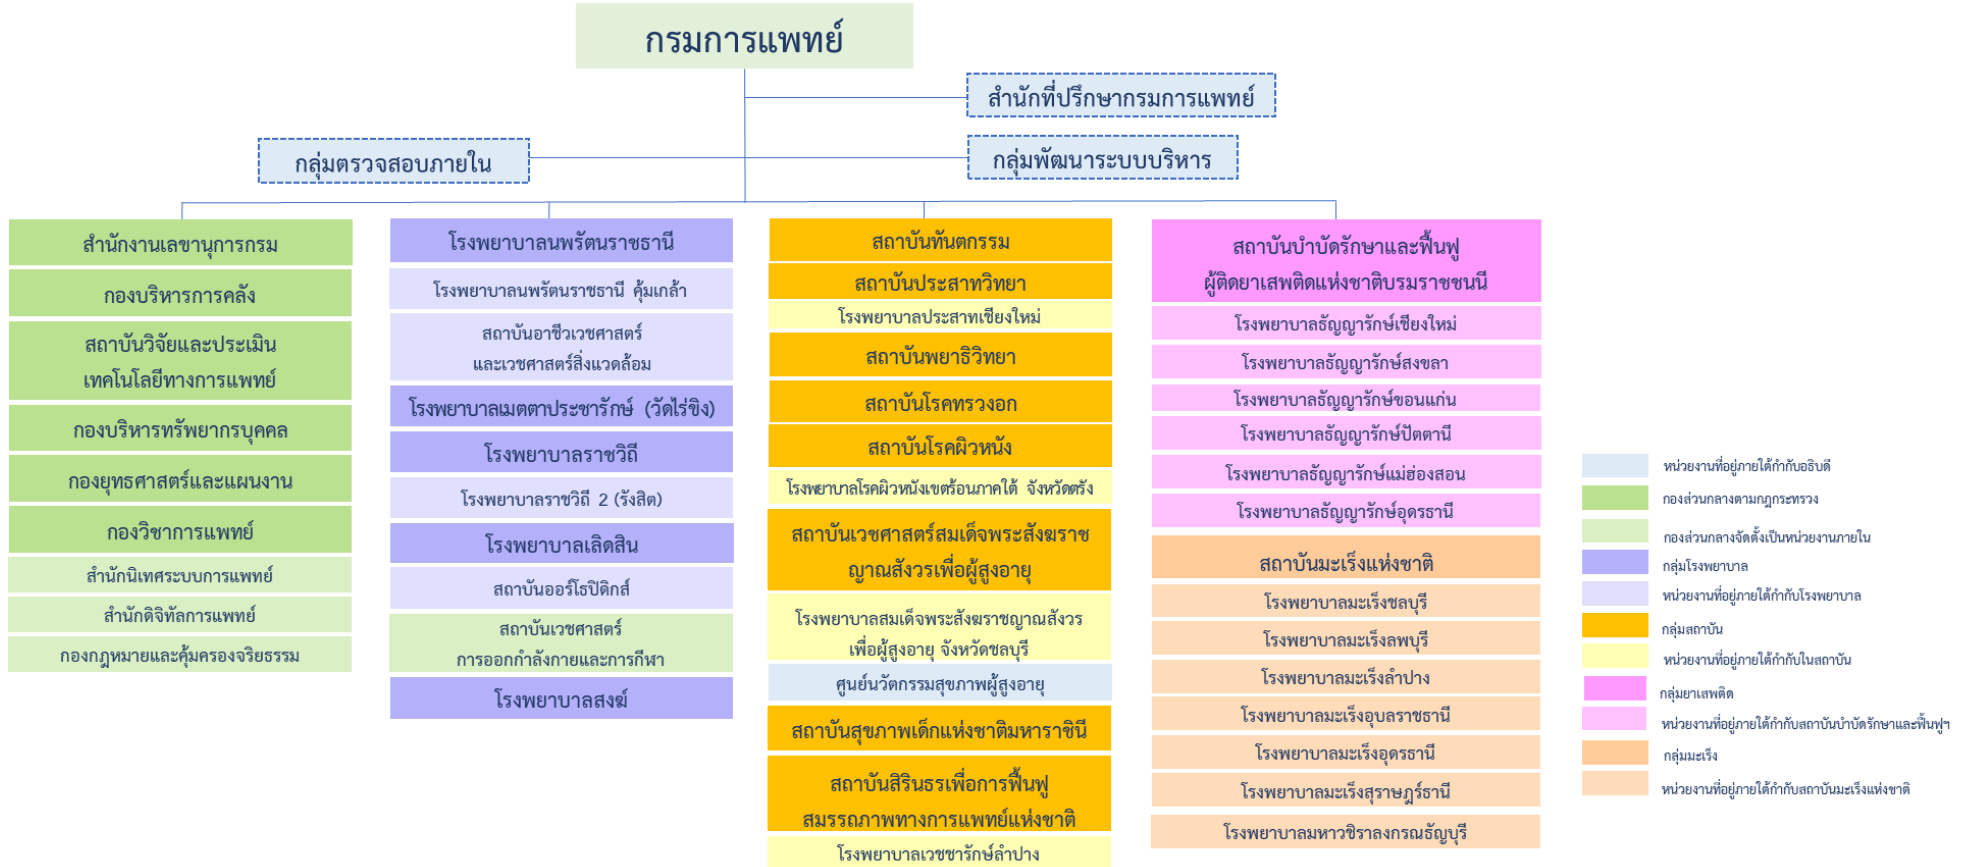 กรมการแพทย์
สำนักที่ปรึกษากรมการแพทย์
กลุ่มตรวจสอบภายใน
กลุ่มพัฒนาระบบบริหาร
สำนักงานเลขานุการกรม
กองบริหารการคลัง
สถาบันวิจัยและประเมิน
เทคโนโลยีทางการแพทย์
กองบริหารทรัพยากรบุคคล
กองยุทธศาสตร์และแผนงาน
กองวิชาการแพทย์
สำนักนิเทศระบบการแพทย์
สำนักดิจิทัลการแพทย์
กองกฎหมายและคุ้มครองจริยธรรม
โรงพยาบาลนพรัตนราชธานี
โรงพยาบาลนพรัตนราชธานี คุ้มเกล้า
สถาบันอาชีวเวชศาสตร์
และเวชศาสตร์สิ่งแวดล้อม
โรงพยาบาลเมตตาประชารักษ์ (วัดไร่ขิง)
โรงพยาบาลราชวิถี
โรงพยาบาลราชวิถี 2 (รังสิต)
โรงพยาบาลเลิดสิน
สถาบันออร์โธปิดิกส์
สถาบันเวชศาสตร์
การออกกำลังกายและการกีฬา
โรงพยาบาลสงฆ์
สถาบันทันตกรรม
สถาบันประสาทวิทยา
โรงพยาบาลประสาทเชียงใหม่
สถาบันพยาธิวิทยา
สถาบันโรคทรวงอก
สถาบันโรคผิวหนัง
โรงพยาบาลโรคผิวหนังเขตร้อนภาคใต้ จังหวัดตรัง
สถาบันเวชศาสตร์สมเด็จพระสังฆราช
ญาณสังวรเพื่อผู้สูงอายุ
โรงพยาบาลสมเด็จพระสังฆราชญาณสังวร
เพื่อผู้สูงอายุ จังหวัดชลบุรี
ศูนย์นวัตกรรมสุขภาพผู้สูงอายุ
สถาบันสุขภาพเด็กแห่งชาติมหาราชินี
สถาบันสิรินธรเพื่อการฟื้นฟู
สมรรถภาพทางการแพทย์แห่งชาติ
โรงพยาบาลเวชชารักษ์ลำปาง
สถาบันบำบัดรักษาและฟื้นฟู
ผู้ติดยาเสพติดแห่งชาติบรมราชชนนี
โรงพยาบาลธัญญารักษ์เชียงใหม่
โรงพยาบาลธัญญารักษ์สงขลา
โรงพยาบาลธัญญารักษ์ขอนแก่น
โรงพยาบาลธัญญารักษ์ปัตตานี
โรงพยาบาลธัญญารักษ์แม่ฮ่องสอน
โรงพยาบาลธัญญารักษ์อุดรธานี
สถาบันมะเร็งแห่งชาติ
โรงพยาบาลมะเร็งชลบุรี
โรงพยาบาลมะเร็งลพบุรี
โรงพยาบาลมะเร็งลำปาง
โรงพยาบาลมะเร็งอุบลราชธานี
โรงพยาบาลมะเร็งอุดรธานี
โรงพยาบาลมะเร็งสุราษฎร์ธานี
โรงพยาบาลมหาวชิราลงกรณธัญบุรี
หน่วยงานที่อยู่ภายใต้กำกับอธิบดี
กองส่วนกลางตามกฎกระทรวง
กองส่วนกลางจัดตั้งเป็นหน่วยงานภายใน
กลุ่มโรงพยาบาล
หน่วยงานที่อยู่ภายใต้กำกับโรงพยาบาล
กลุ่มสถาบัน
หน่วยงานที่อยู่ภายใต้กำกับในสถาบัน
กลุ่มยาเสพติด
หน่วยงานที่อยู่ภายใต้กำกับสถาบันบำบัดรักษาและฟื้นฟูฯ
กลุ่มมะเร็ง
หน่วยงานที่อยู่ภายใต้กำกับสถาบันมะเร็งแห่งชาติ